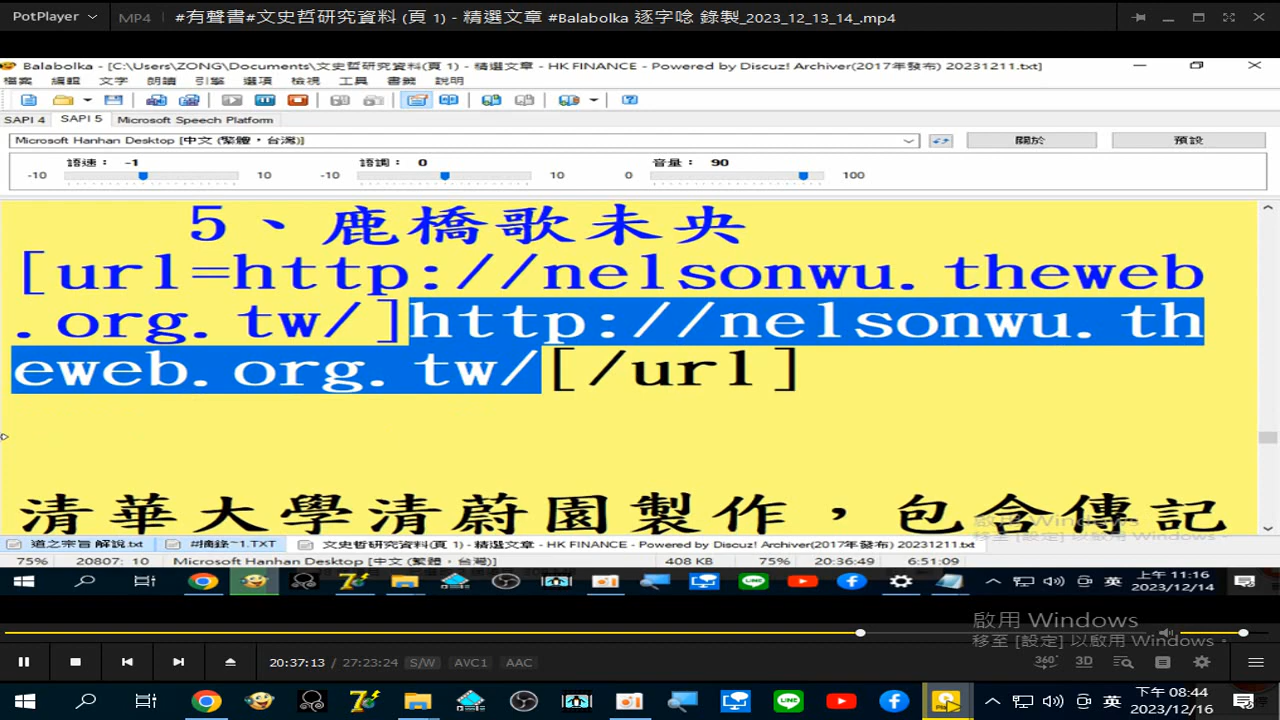 PotPlayer
MP4
#有聲書#文史哲研究資料 (頁 1) - 精選文章 #Balabolka 逐字唸 錄製_2023_12_13_14_.mp4
Balabolka - [C:\Users\ZONG\Documents\文史哲研究資料(頁 1) - 精選文章 - HK FINANCE - Powered by Discuz! Archiver(2017年發布) 20231211.txt]
檔案 編輯 文字 朗讀 引擎 選項 檢視 工具 書籤 說明
SAPI 4 SAPI 5 Microsoft Speech Platform
Microsoft Hanhan Desktop [中文 (繁體，台灣)]
關於 預設
語速： -1 語調： 0 音量： 90
-10 10 -10 10 0 100
5、鹿橋歌未央
[url=http://nelsonwu.theweb
.org.tw/]http://nelsonwu.th
eweb.org.tw/[/url]
清華大學清蔚園製作，包含傳記
啟用 Windows
移至 [設定] 以啟用 Windows。
道之宗旨 解說.txt #摘錄~1.TXT 文史哲研究資料(頁 1) - 精選文章 - HK FINANCE - Powered by Discuz! Archiver(2017年發布) 20231211.txt
75% 20807: 10 Microsoft Hanhan Desktop [中文 (繁體，台灣)] 408 KB 75% 20:36:49 6:51:09
英 上午 11:16
2023/12/14
啟用 Windows
移至 [設定] 以啟用 Windows。
20:37:13 / 27:23:24 S/W AVC1 AAC
360° 3D
英 下午 08:44
2023/12/16